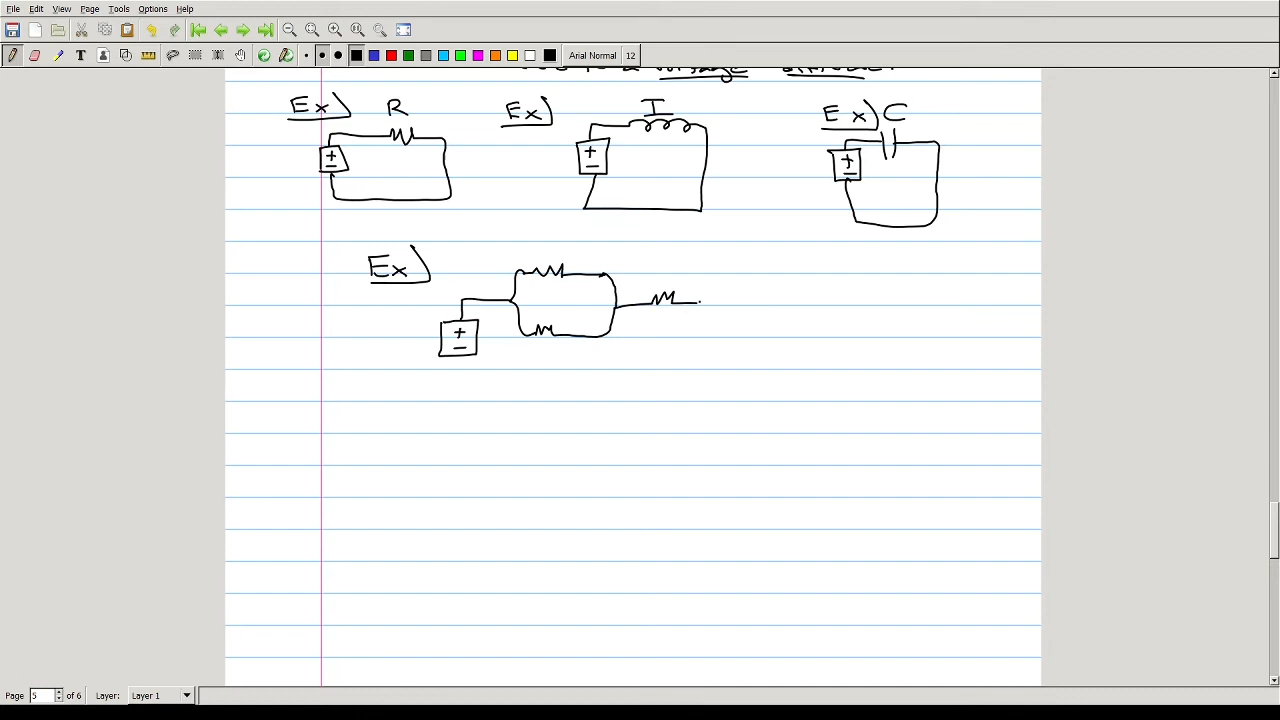 File Edit View Page Tools Options Help
T Arial Normal 12
voltage
Ex) R Ex) I Ex) C
+ + +
- - -
Ex)
+
-
Page 5 of 6 Layer: Layer 1